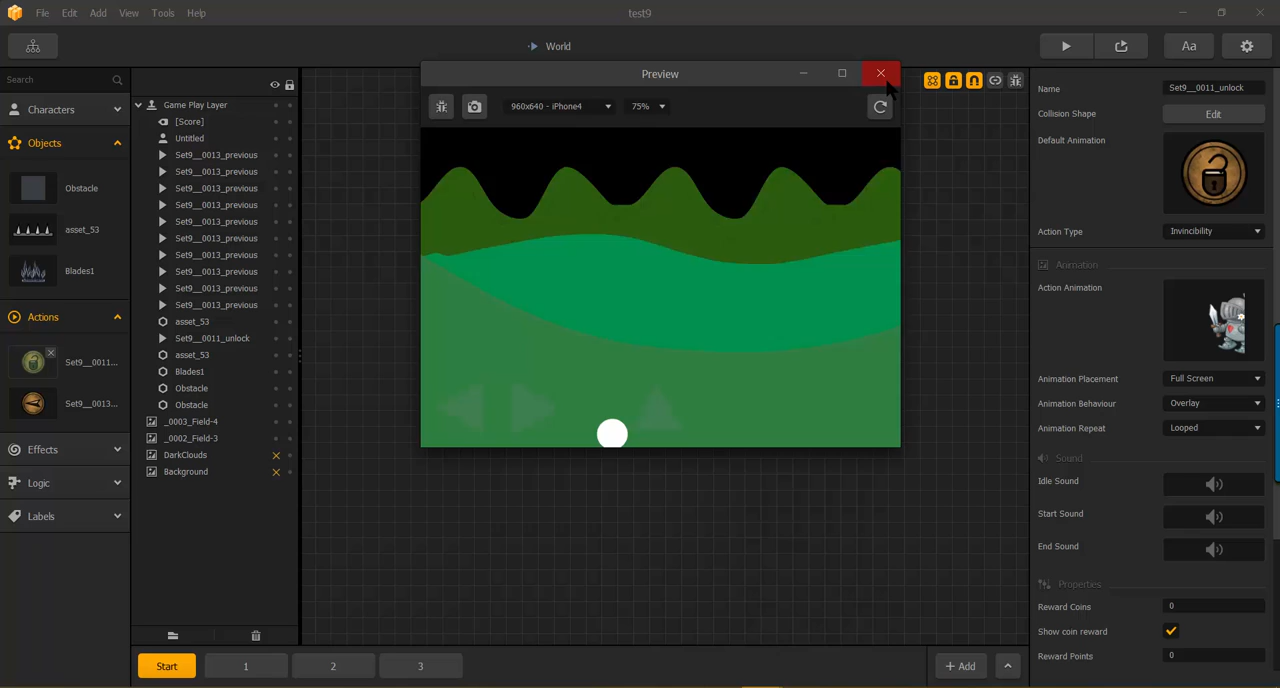 File Edit Add View Tools Help test9
World
Aa
Search
Characters
Objects
Obstacle
asset_53
Blades1
Actions
Set9__0011...
Set9__0013...
Effects
Logic
Labels
Game Play Layer
[Score]
Untitled
Set9__0013_previous
Set9__0013_previous
Set9__0013_previous
Set9__0013_previous
Set9__0013_previous
Set9__0013_previous
Set9__0013_previous
Set9__0013_previous
Set9__0013_previous
Set9__0013_previous
asset_53
Set9__0011_unlock
asset_53
Blades1
Obstacle
Obstacle
_0003_Field-4
_0002_Field-3
DarkClouds
Background
Preview
960x640 - iPhone4 75%
Start 1 2 3 + Add
Name Set9__0011_unlock
Collision Shape Edit
Default Animation
Action Type Invincibility
Animation
Action Animation
Animation Placement Full Screen
Animation Behaviour Overlay
Animation Repeat Looped
Sound
Idle Sound
Start Sound
End Sound
Properties
Reward Coins 0
Show coin reward
Reward Points 0